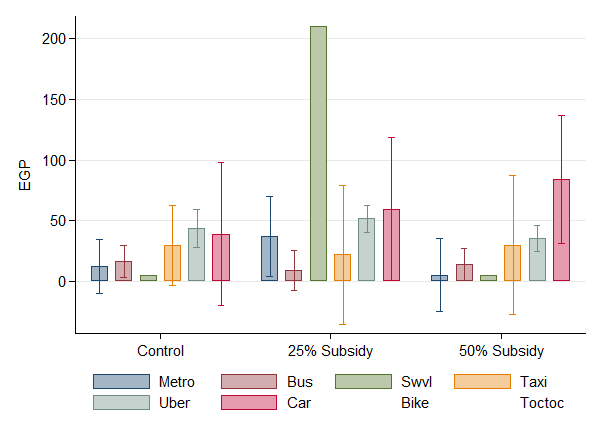 200
150
100
50
0
EGP
Control 25% Subsidy 50% Subsidy
Metro Bus Swvl Taxi
Uber Car Bike Toctoc